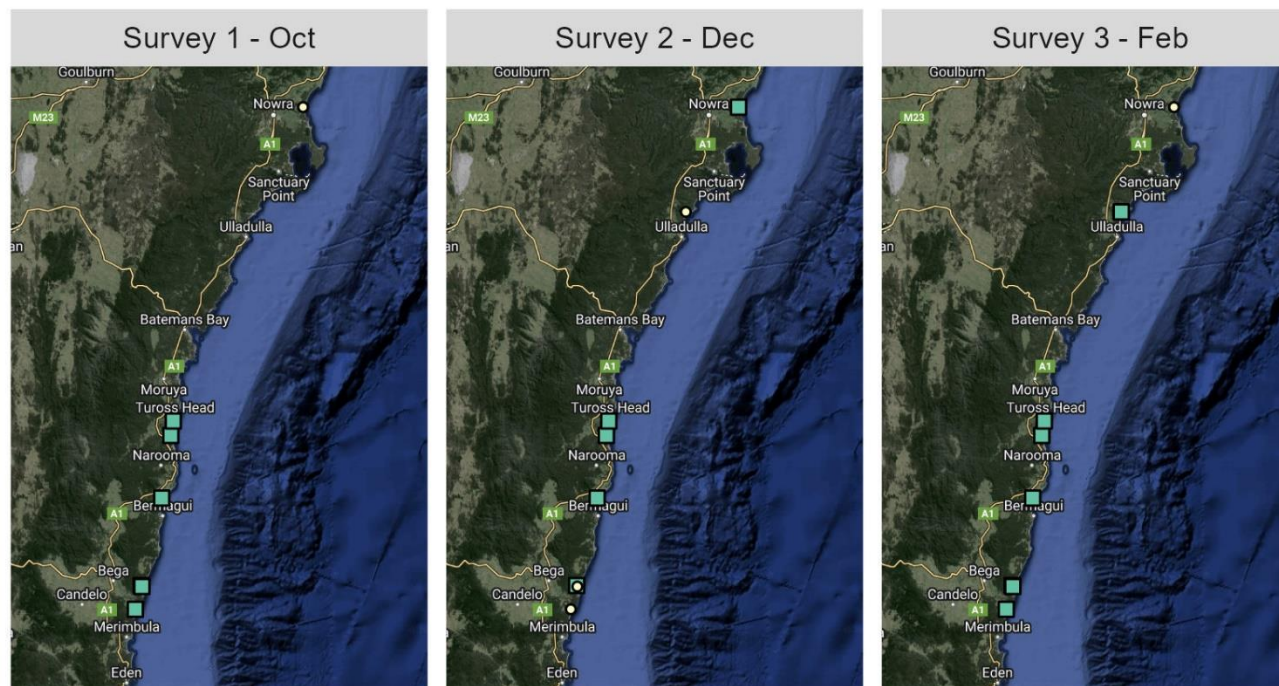 Survey 1 - Oct
Goulburn
M23
Nowra
A1
Sanctuary
Point
Ulladulla
an
Batemans Bay
A1
Moruya
Tuross Head
Narooma
Bermagui
A1
Bega
Candelo
A1
Merimbula
Eden
Survey 2 - Dec
Goulburn
M23
Nowra
A1
Sanctuary
Point
Ulladulla
an
Batemans Bay
A1
Moruya
Tuross Head
Narooma
Bermagui
A1
Bega
Candelo
A1
Merimbula
Eden
Survey 3 - Feb
Goulburn
M23
Nowra
A1
Sanctuary
Point
Ulladulla
an
Batemans Bay
A1
Moruya
Tuross Head
Narooma
Bermagui
A1
Bega
Candelo
A1
Merimbula
Eden